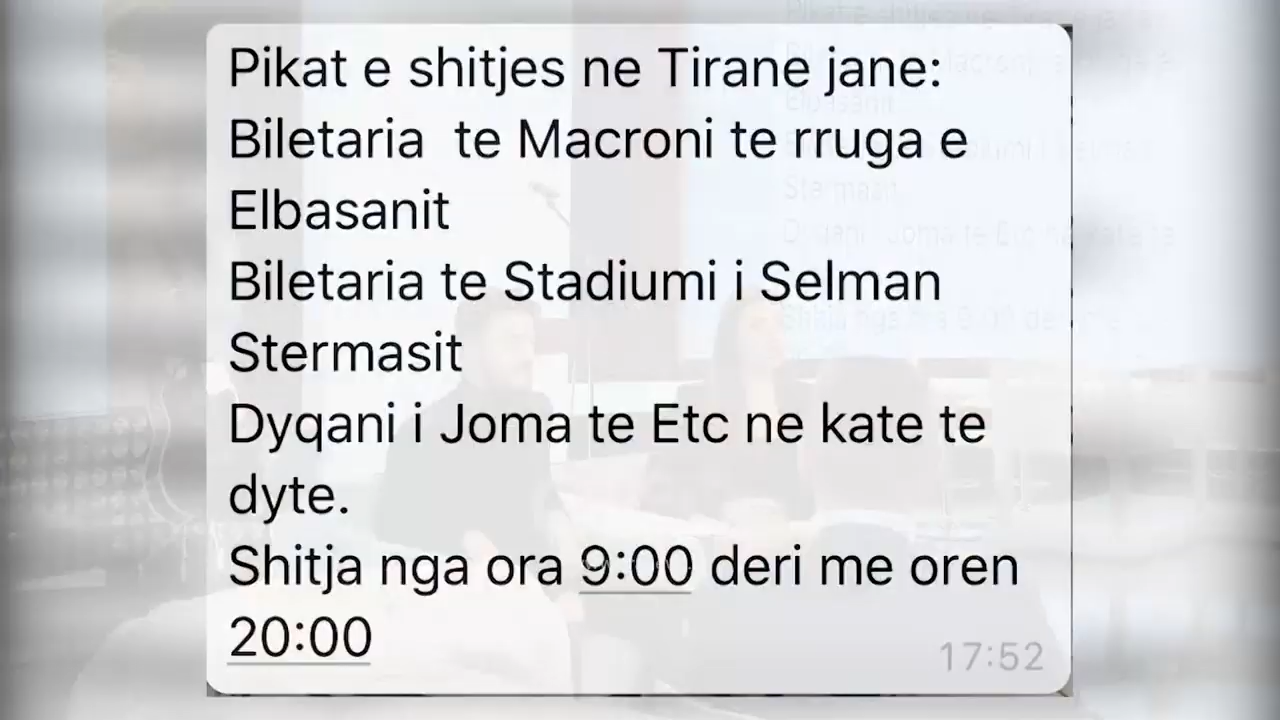 Pikat e shitjes ne Tirane jane:
Biletaria  te Macroni te rruga e
Elbasanit
Biletaria te Stadiumi i Selman
Stermasit
Dyqani i Joma te Etc ne kate te
dyte.
Shitja nga ora 9:00 deri me oren
20:00
17:52